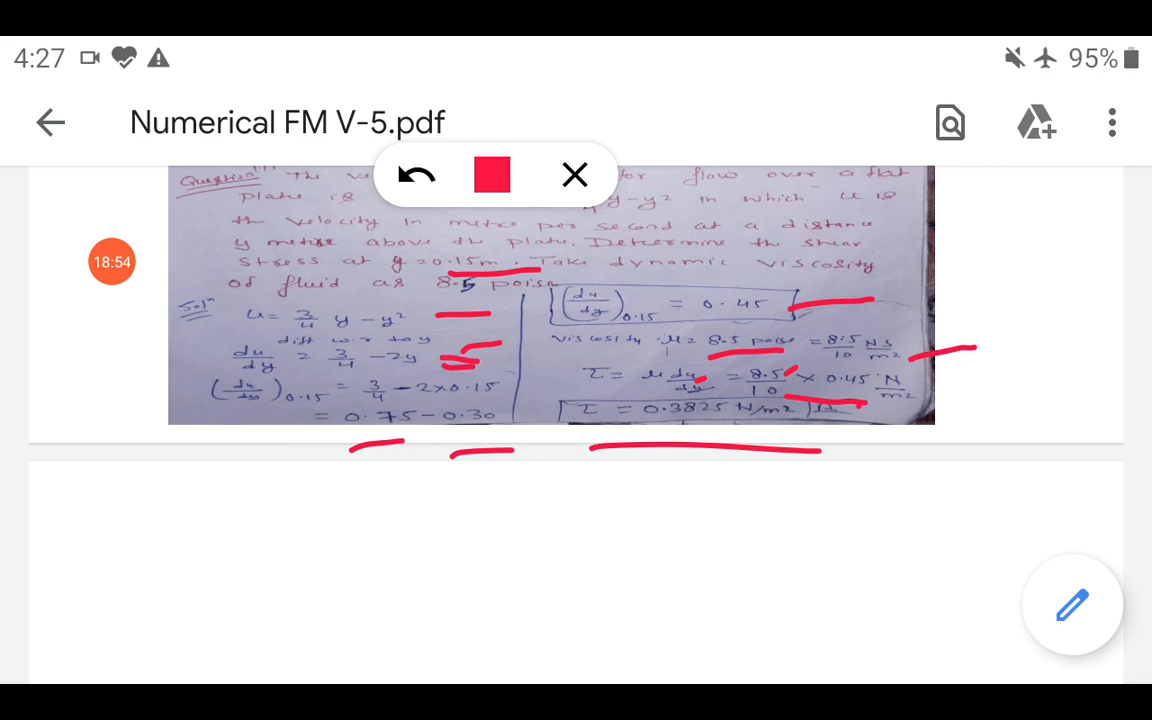 4:27 95%
Numerical FM V-5.pdf
Question The for flow over a flat
plate is y-y² in which u is
the velocity in metre per second at a distance
y metre above the plate. Determine the shear
stress at y = 0.15m. Take dynamic viscosity
of fluid as 8.5 poise
18:54
Solⁿ u = 3/4 y - y²
diff w.r to y
du/dy = 3/4 - 2y
(du/dy)0.15 = 3/4 - 2×0.15
= 0.75 - 0.30
(du/dy)0.15 = 0.45
Viscosity μ = 8.5 poise = 8.5/10 NS/m²
τ = μ du/dy = 8.5/10 × 0.45 N/m²
τ = 0.3825 N/m²